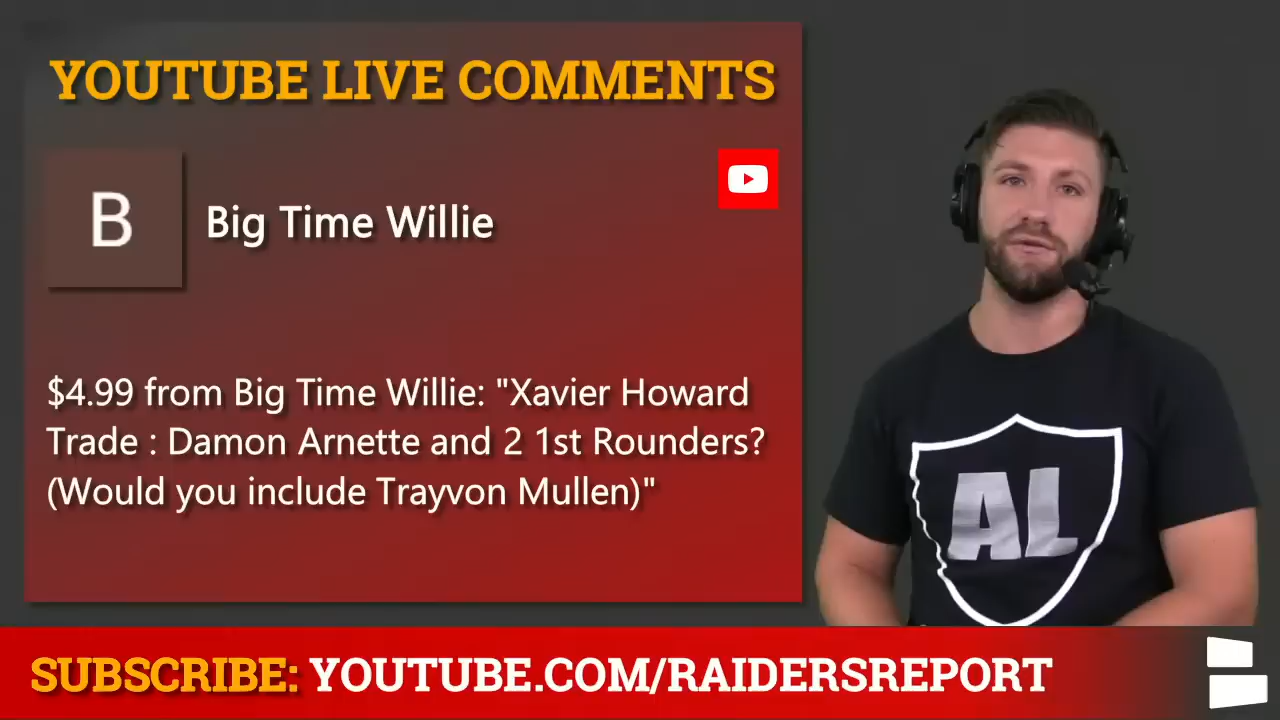 YOUTUBE LIVE COMMENTS
B
Big Time Willie
$4.99 from Big Time Willie: "Xavier Howard
Trade : Damon Arnette and 2 1st Rounders?
(Would you include Trayvon Mullen)"
AL
SUBSCRIBE: YOUTUBE.COM/RAIDERSREPORT